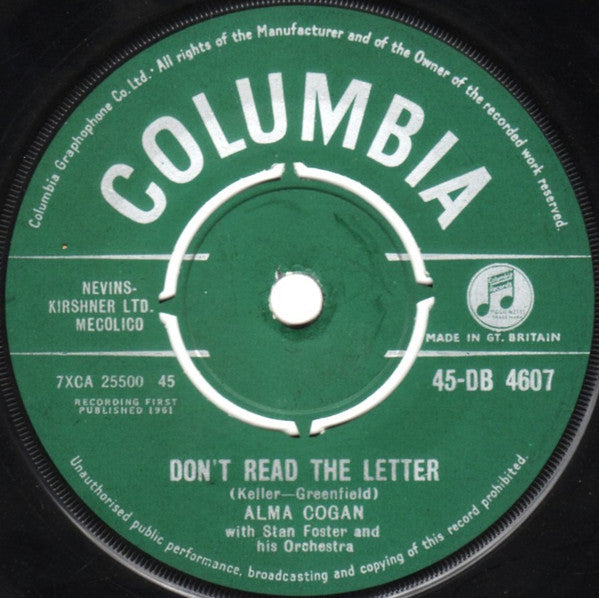 Columbia Graphophone Co. Ltd. · All rights of the Manufacturer and of the Owner of the recorded work reserved.
COLUMBIA
NEVINS-
KIRSHNER LTD.
MECOLICO
MADE IN GT. BRITAIN
7XCA 25500 45
45-DB 4607
RECORDING FIRST
PUBLISHED 1961
DON'T READ THE LETTER
(Keller—Greenfield)
ALMA COGAN
with Stan Foster and
his Orchestra
Unauthorised public performance, broadcasting and copying of this record prohibited.